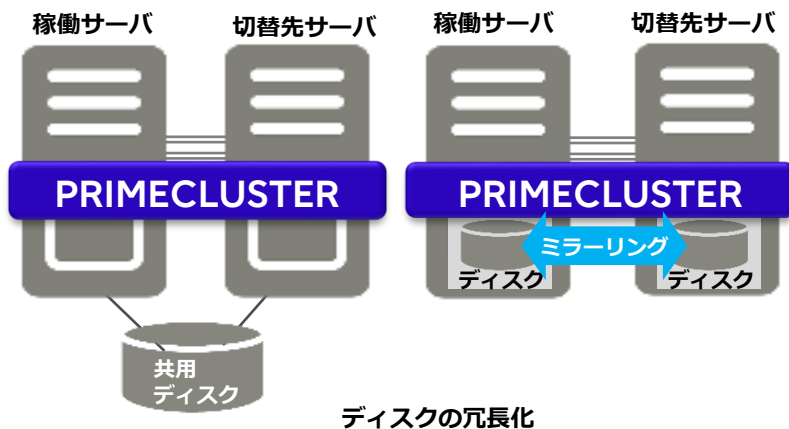 稼働サーバ
切替先サーバ
稼働サーバ
切替先サーバ
PRIMECLUSTER
PRIMECLUSTER
ミラーリング
ディスク
ディスク
共用
ディスク
ディスクの冗長化